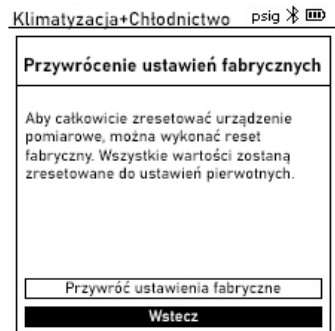 Klimatyzacja+Chłodnictwo psig
Przywrócenie ustawień fabrycznych
Aby całkowicie zresetować urządzenie
pomiarowe, można wykonać reset
fabryczny. Wszystkie wartości zostaną
zresetowane do ustawień pierwotnych.
Przywróć ustawienia fabryczne
Wstecz